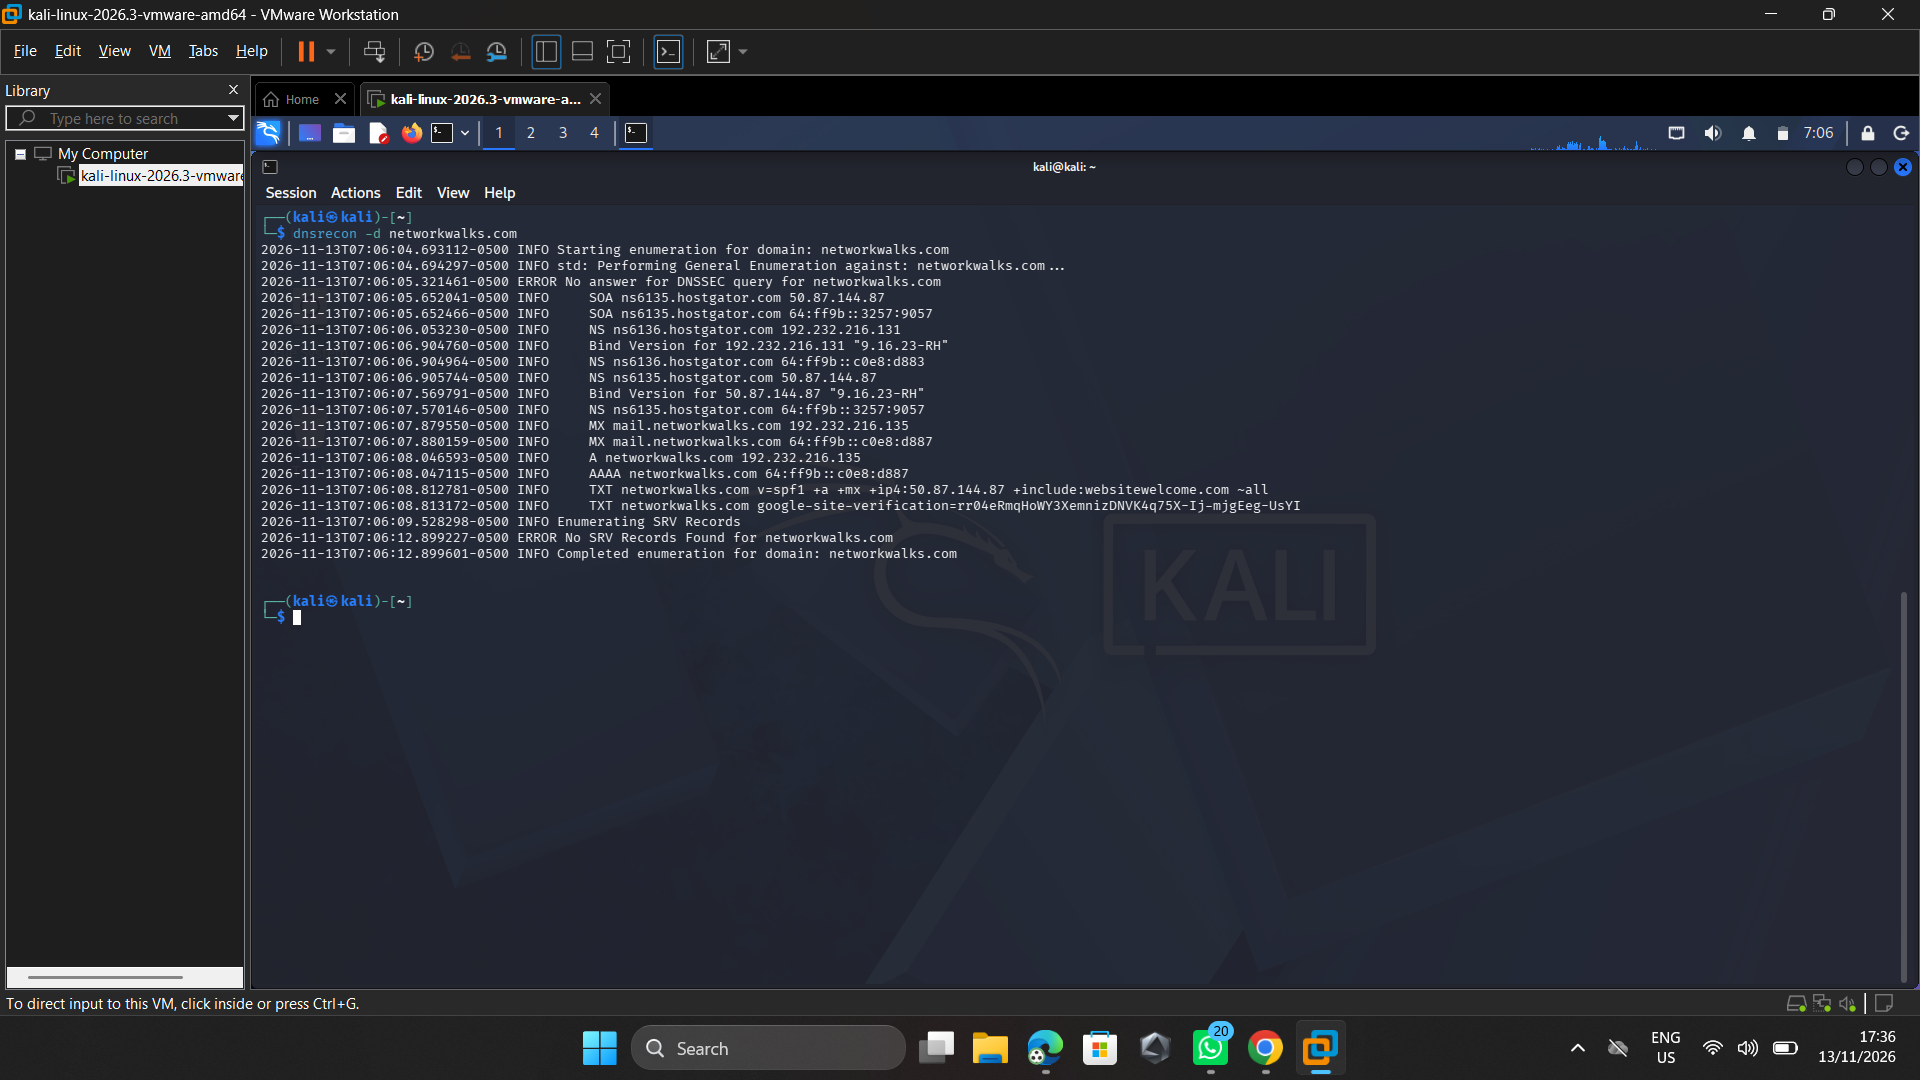 kali-linux-2026.3-vmware-amd64 - VMware Workstation
File Edit View VM Tabs Help
Library
Type here to search
My Computer
kali-linux-2026.3-vmware
Home
kali-linux-2026.3-vmware-a...
1 2 3 4
7:06
kali@kali: ~
Session Actions Edit View Help
┌──(kali㉿kali)-[~]
└─$ dnsrecon -d networkwalks.com
2026-11-13T07:06:04.693112-0500 INFO Starting enumeration for domain: networkwalks.com
2026-11-13T07:06:04.694297-0500 INFO std: Performing General Enumeration against: networkwalks.com...
2026-11-13T07:06:05.321461-0500 ERROR No answer for DNSSEC query for networkwalks.com
2026-11-13T07:06:05.652041-0500 INFO SOA ns6135.hostgator.com 50.87.144.87
2026-11-13T07:06:05.652466-0500 INFO SOA ns6135.hostgator.com 64:ff9b::3257:9057
2026-11-13T07:06:06.053230-0500 INFO NS ns6136.hostgator.com 192.232.216.131
2026-11-13T07:06:06.904760-0500 INFO Bind Version for 192.232.216.131 "9.16.23-RH"
2026-11-13T07:06:06.904964-0500 INFO NS ns6136.hostgator.com 64:ff9b::c0e8:d883
2026-11-13T07:06:06.905744-0500 INFO NS ns6135.hostgator.com 50.87.144.87
2026-11-13T07:06:07.569791-0500 INFO Bind Version for 50.87.144.87 "9.16.23-RH"
2026-11-13T07:06:07.570146-0500 INFO NS ns6135.hostgator.com 64:ff9b::3257:9057
2026-11-13T07:06:07.879550-0500 INFO MX mail.networkwalks.com 192.232.216.135
2026-11-13T07:06:07.880159-0500 INFO MX mail.networkwalks.com 64:ff9b::c0e8:d887
2026-11-13T07:06:08.046593-0500 INFO A networkwalks.com 192.232.216.135
2026-11-13T07:06:08.047115-0500 INFO AAAA networkwalks.com 64:ff9b::c0e8:d887
2026-11-13T07:06:08.812781-0500 INFO TXT networkwalks.com v=spf1 +a +mx +ip4:50.87.144.87 +include:websitewelcome.com ~all
2026-11-13T07:06:08.813172-0500 INFO TXT networkwalks.com google-site-verification=rr04eRmqHoWY3XemnizDNVK4q75X-Ij-mjgEeg-UsYI
2026-11-13T07:06:09.528298-0500 INFO Enumerating SRV Records
2026-11-13T07:06:12.899227-0500 ERROR No SRV Records Found for networkwalks.com
2026-11-13T07:06:12.899601-0500 INFO Completed enumeration for domain: networkwalks.com
┌──(kali㉿kali)-[~]
└─$
KALI
To direct input to this VM, click inside or press Ctrl+G.
Search
20
ENG
US
17:36
13/11/2026